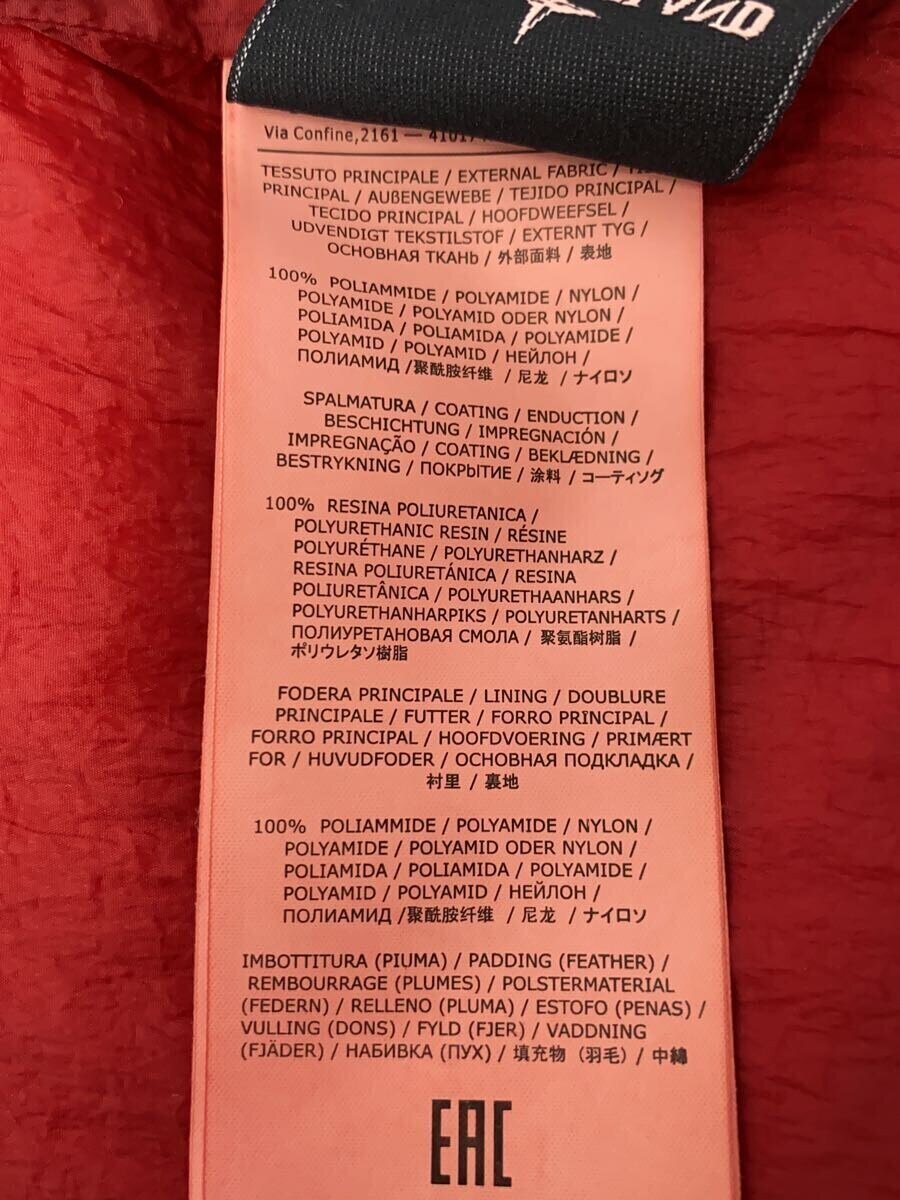 Via Confine,2161 —
TESSUTO PRINCIPALE / EXTERNAL FABRIC /
PRINCIPAL / AUßENGEWEBE / TEJIDO PRINCIPAL /
TECIDO PRINCIPAL / HOOFDWEEFSEL /
UDVENDIGT TEKSTILSTOF / EXTERNT TYG /
ОСНОВНАЯ ТКАНЬ / 外部面料 / 表地
100% POLIAMMIDE / POLYAMIDE / NYLON /
POLYAMIDE / POLYAMID ODER NYLON /
POLIAMIDA / POLIAMIDA / POLYAMIDE /
POLYAMID / POLYAMID / НЕЙЛОН /
ПОЛИАМИД /聚酰胺纤维 / 尼龙 / ナイロソ
SPALMATURA / COATING / ENDUCTION /
BESCHICHTUNG / IMPREGNACIÓN /
IMPREGNAÇÃO / COATING / BEKLÆDNING /
BESTRYKNING / ПОКРЫТИЕ / 涂料 / コーティソグ
100% RESINA POLIURETANICA /
POLYURETHANIC RESIN / RÉSINE
POLYURÉTHANE / POLYURETHANHARZ /
RESINA POLIURETÁNICA / RESINA
POLIURETÂNICA / POLYURETHAANHARS /
POLYURETHANHARPIKS / POLYURETANHARTS /
ПОЛИУРЕТАНОВАЯ СМОЛА / 聚氨酯树脂 /
ポリウレタソ樹脂
FODERA PRINCIPALE / LINING / DOUBLURE
PRINCIPALE / FUTTER / FORRO PRINCIPAL /
FORRO PRINCIPAL / HOOFDVOERING / PRIMÆRT
FOR / HUVUDFODER / ОСНОВНАЯ ПОДКЛАДКА /
衬里 / 裏地
100% POLIAMMIDE / POLYAMIDE / NYLON /
POLYAMIDE / POLYAMID ODER NYLON /
POLIAMIDA / POLIAMIDA / POLYAMIDE /
POLYAMID / POLYAMID / НЕЙЛОН /
ПОЛИАМИД /聚酰胺纤维 / 尼龙 / ナイロソ
IMBOTTITURA (PIUMA) / PADDING (FEATHER) /
REMBOURRAGE (PLUMES) / POLSTERMATERIAL
(FEDERN) / RELLENO (PLUMA) / ESTOFO (PENAS) /
VULLING (DONS) / FYLD (FJER) / VADDNING
(FJÄDER) / НАБИВКА (ПУХ) / 填充物 (羽毛) / 中綿
EAC